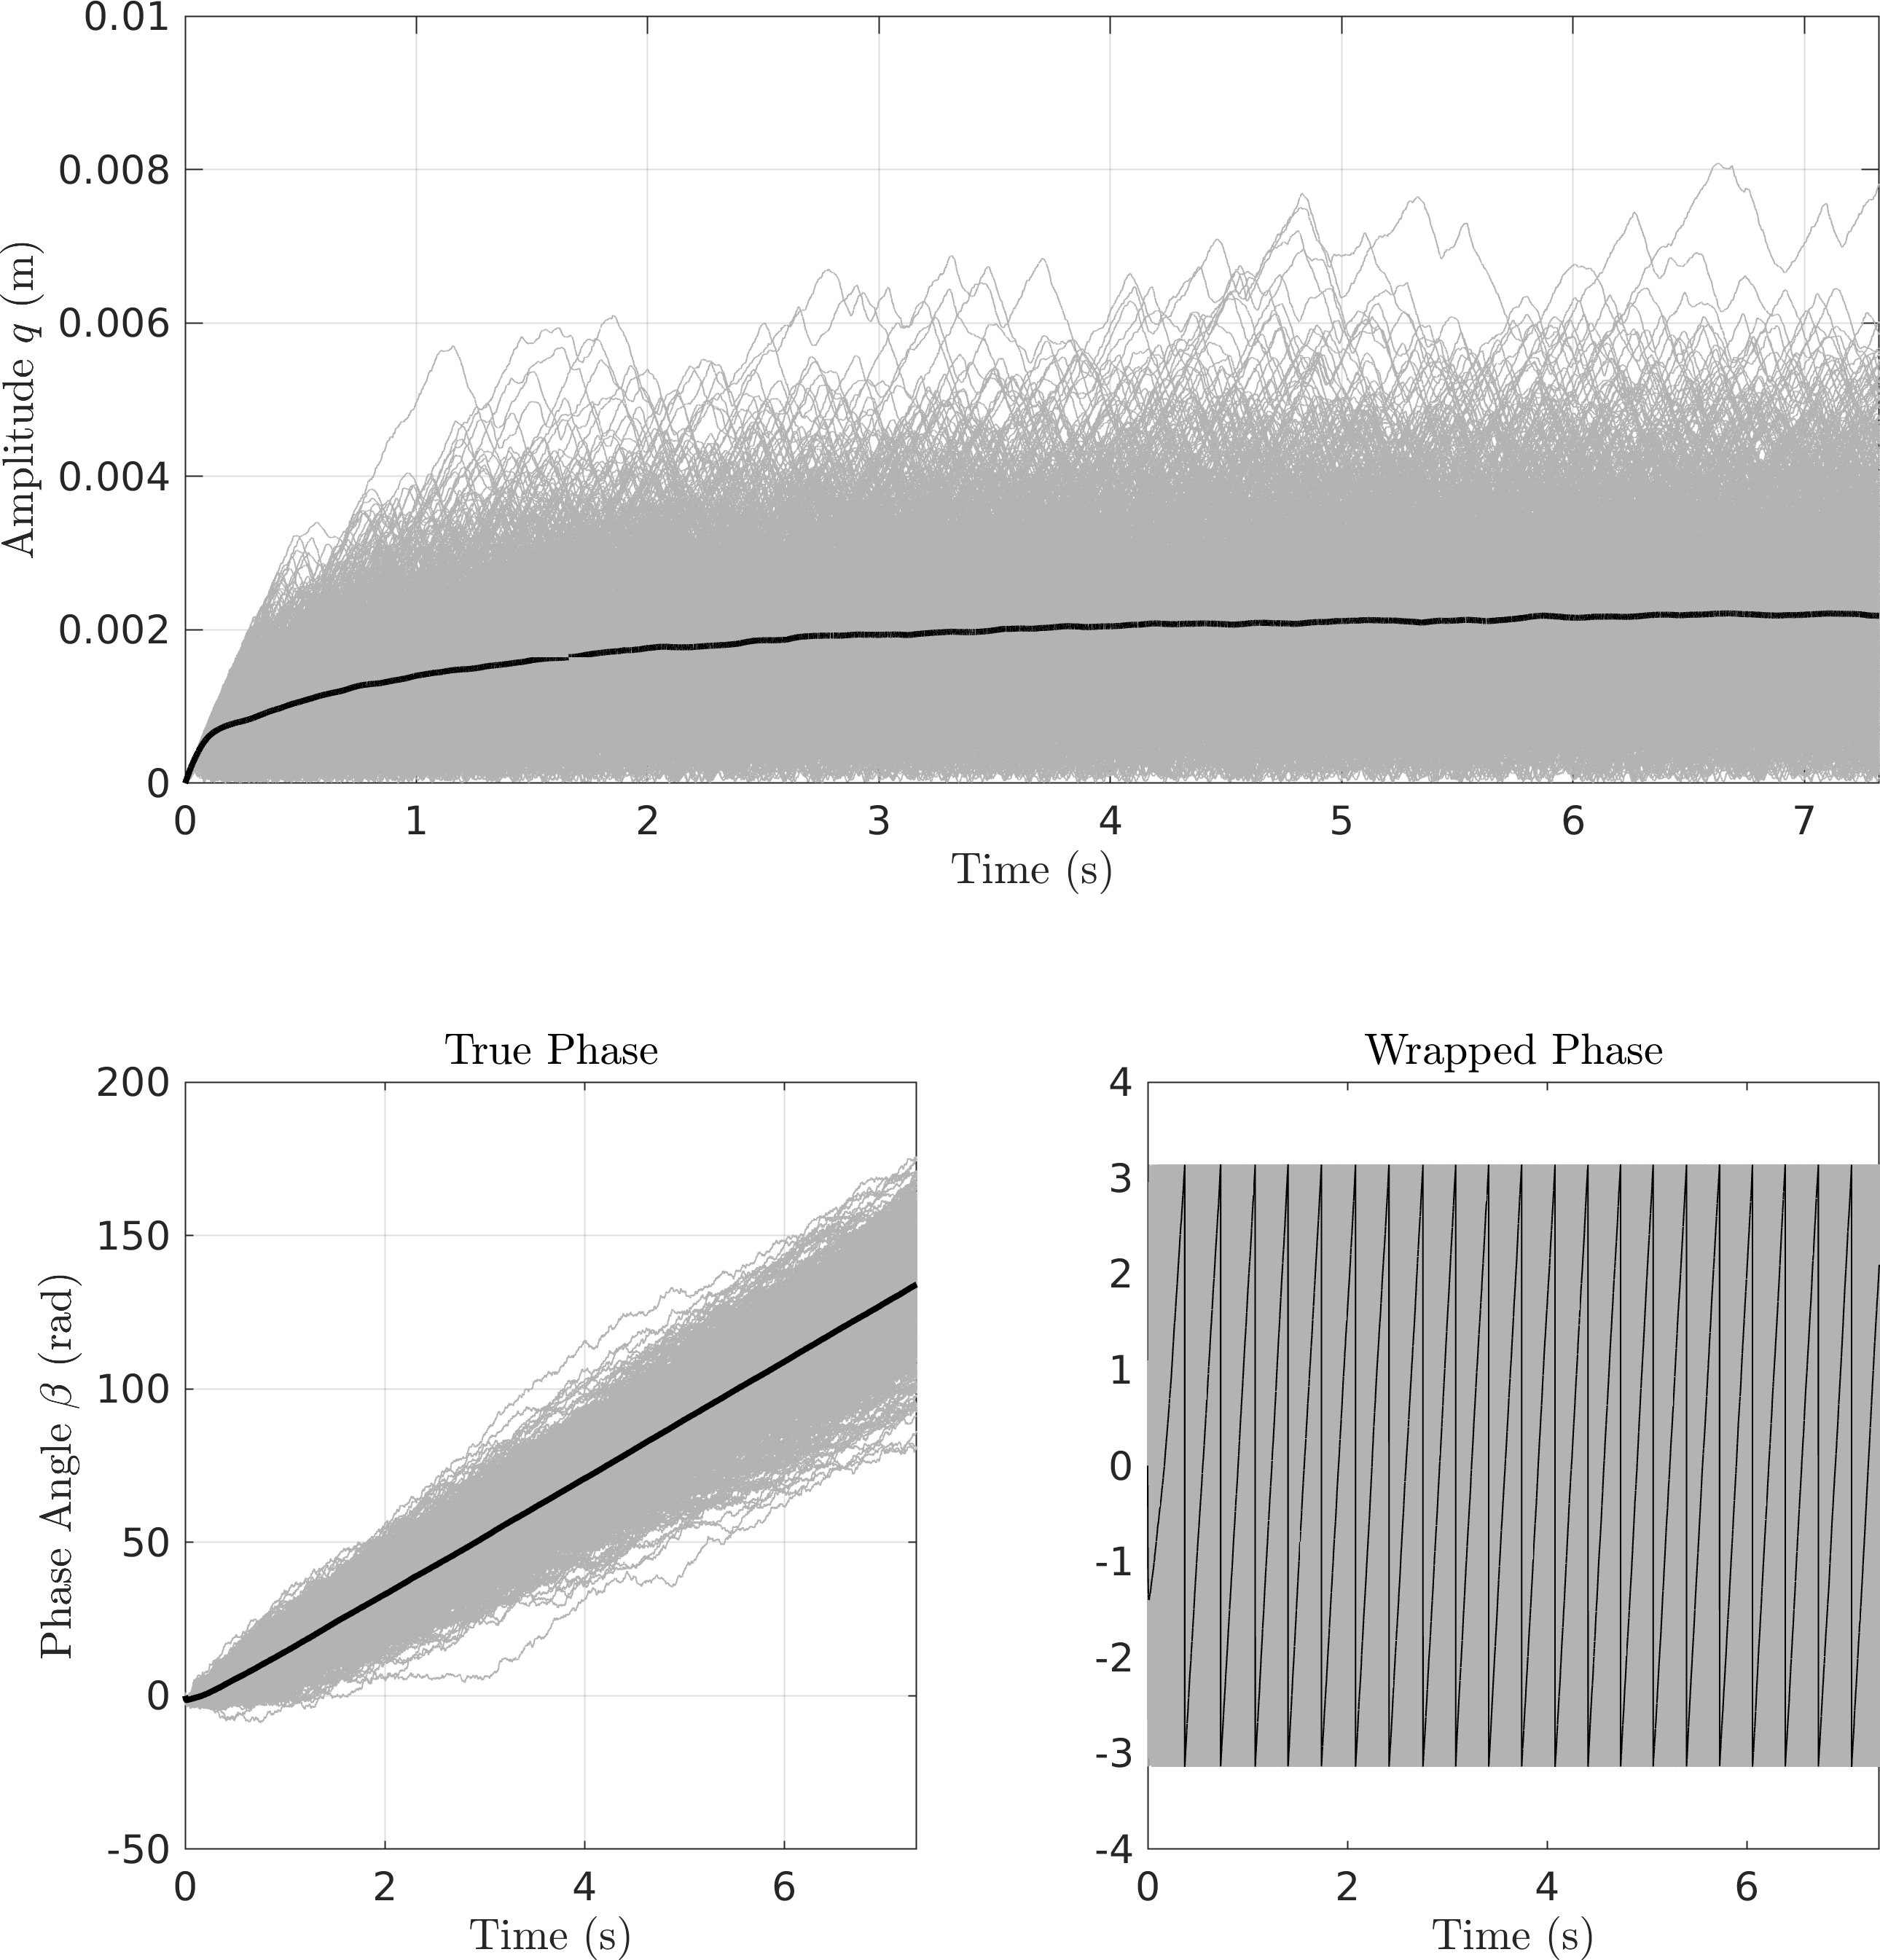 0.01
0.008
0.006
0.004
0.002
0
Amplitude q (m)
0 1 2 3 4 5 6 7
Time (s)
True Phase
200
150
100
50
0
-50
Phase Angle β (rad)
0 2 4 6
Time (s)
Wrapped Phase
4
3
2
1
0
-1
-2
-3
-4
0 2 4 6
Time (s)